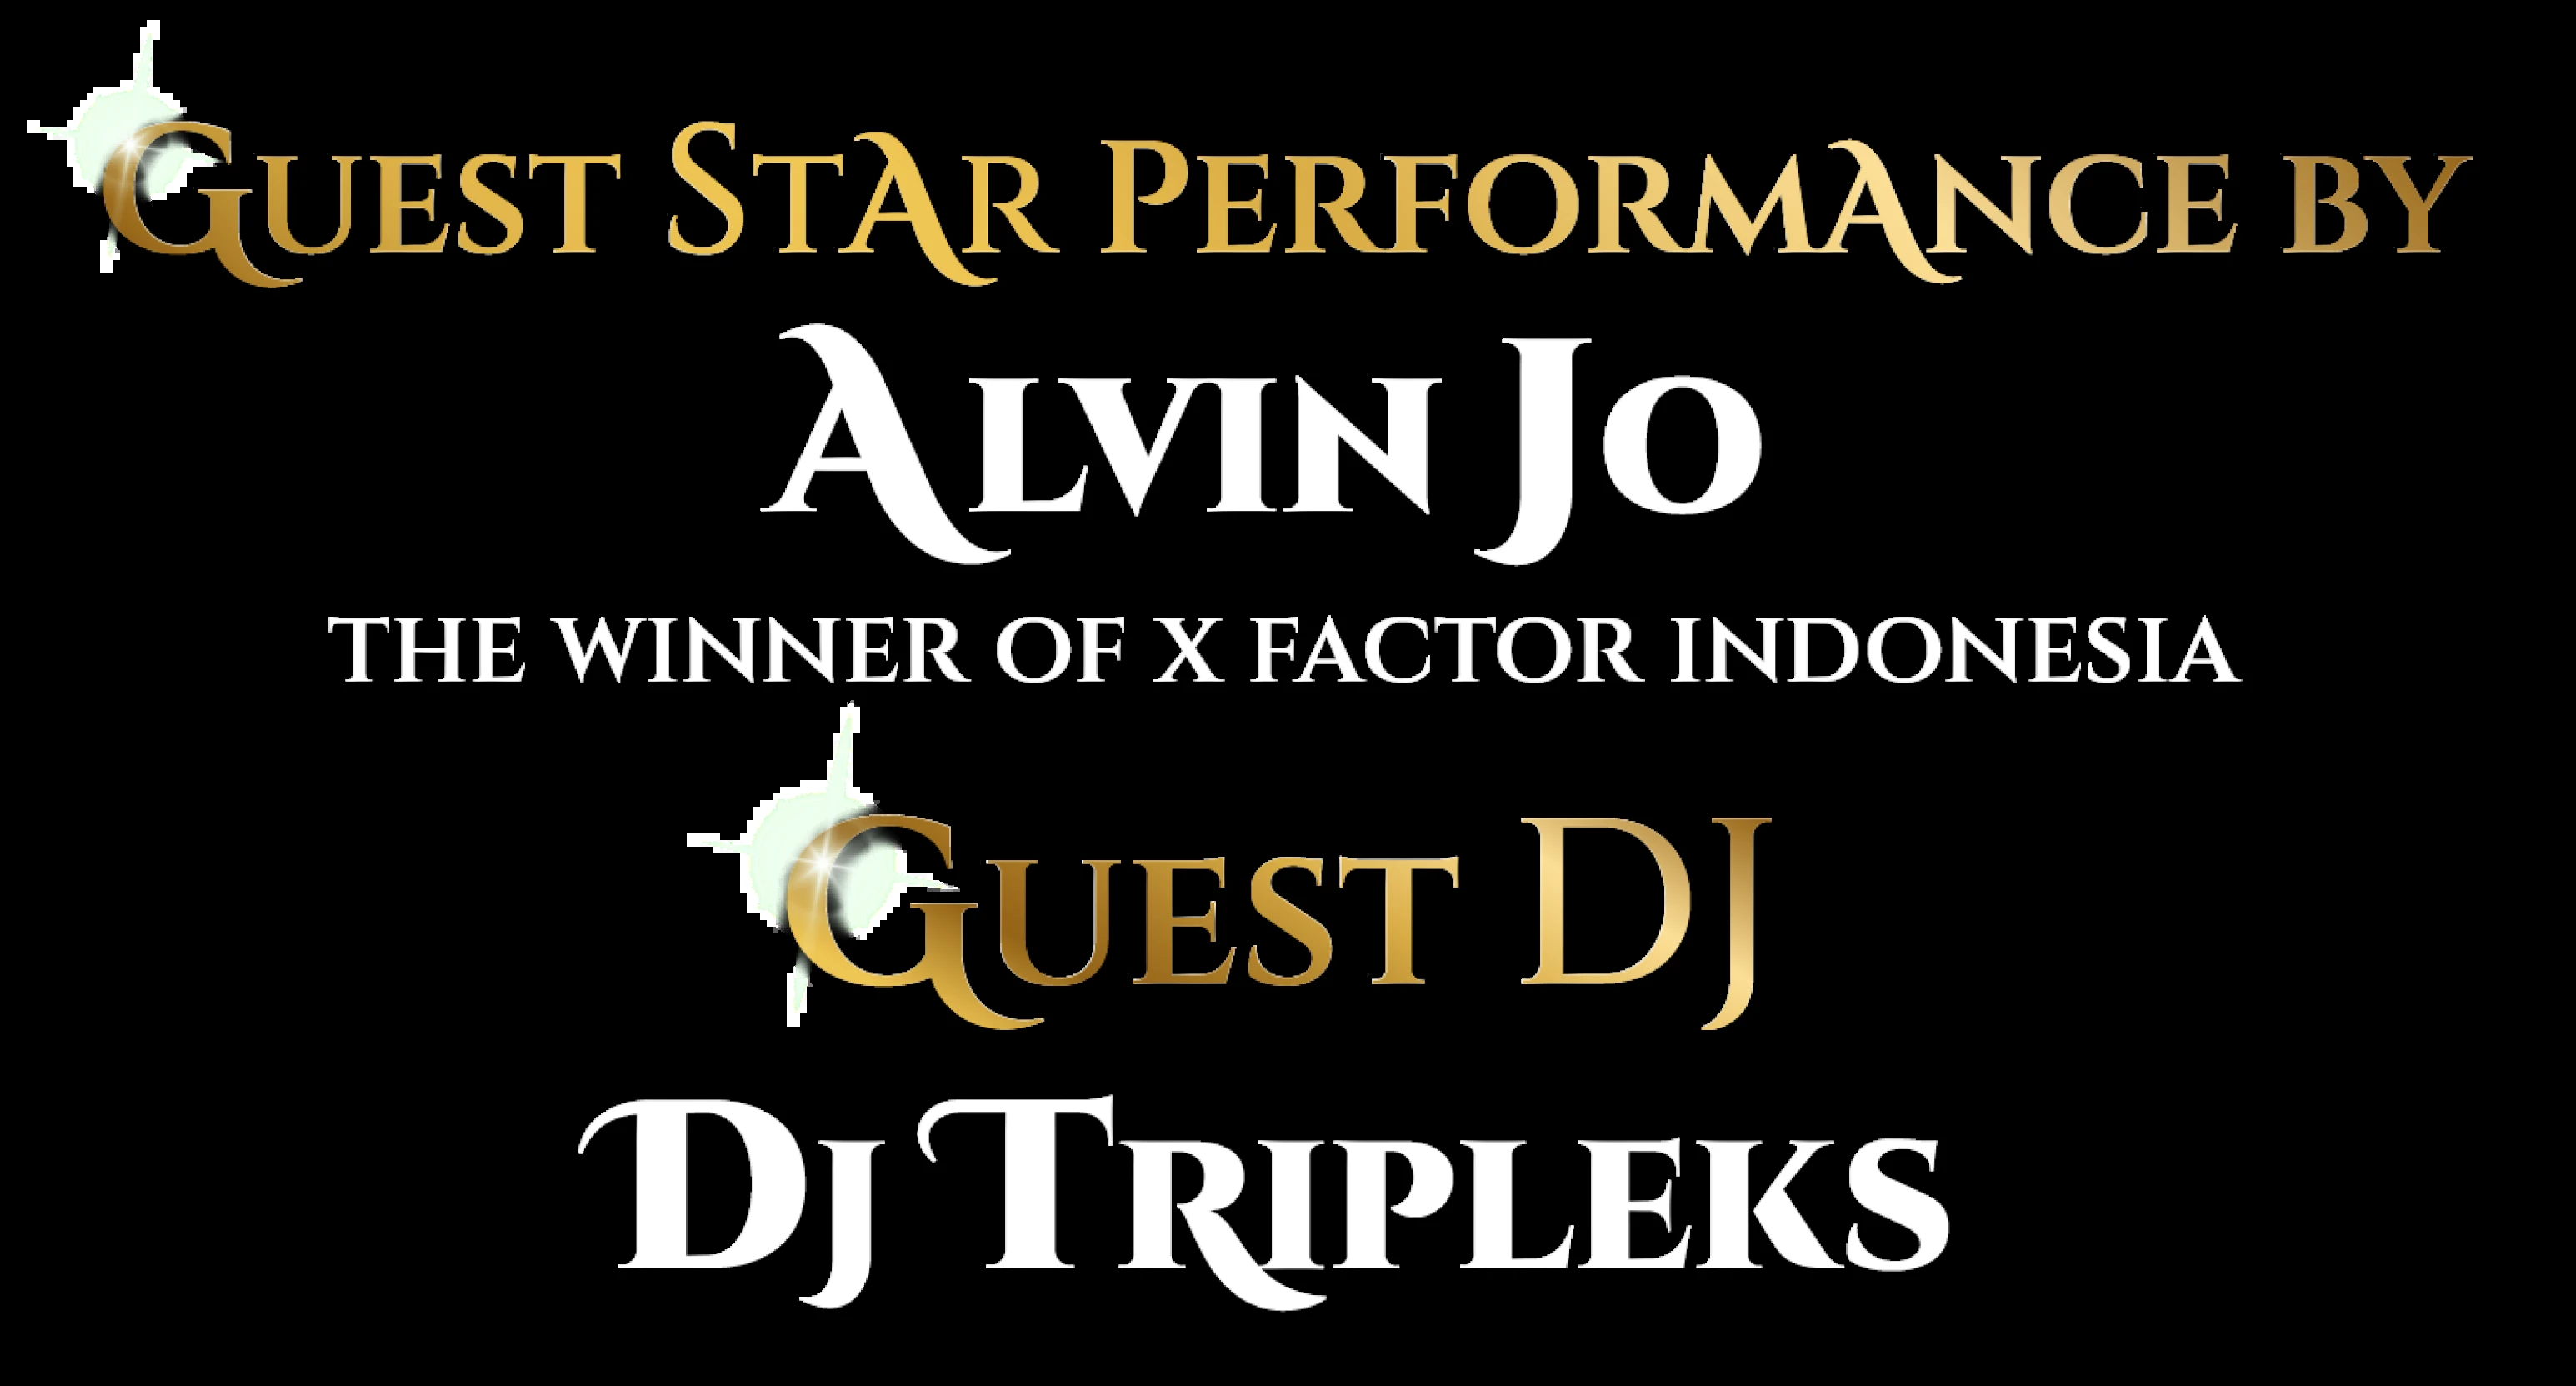 Guest Star Performance by
Alvin Jo
THE WINNER OF X FACTOR INDONESIA
Guest DJ
Dj Tripleks